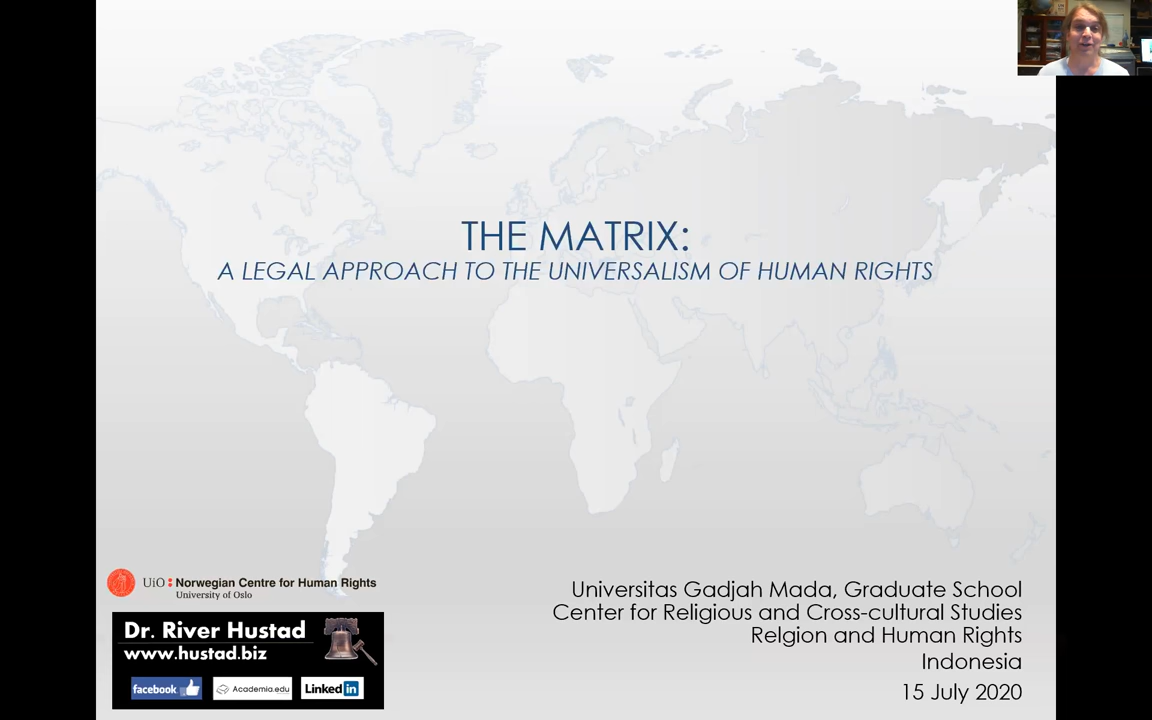 THE MATRIX:
A LEGAL APPROACH TO THE UNIVERSALISM OF HUMAN RIGHTS
UiO : Norwegian Centre for Human Rights
University of Oslo
Dr. River Hustad
www.hustad.biz
facebook
Academia.edu
Linked in
Universitas Gadjah Mada, Graduate School
Center for Religious and Cross-cultural Studies
Relgion and Human Rights
Indonesia
15 July 2020